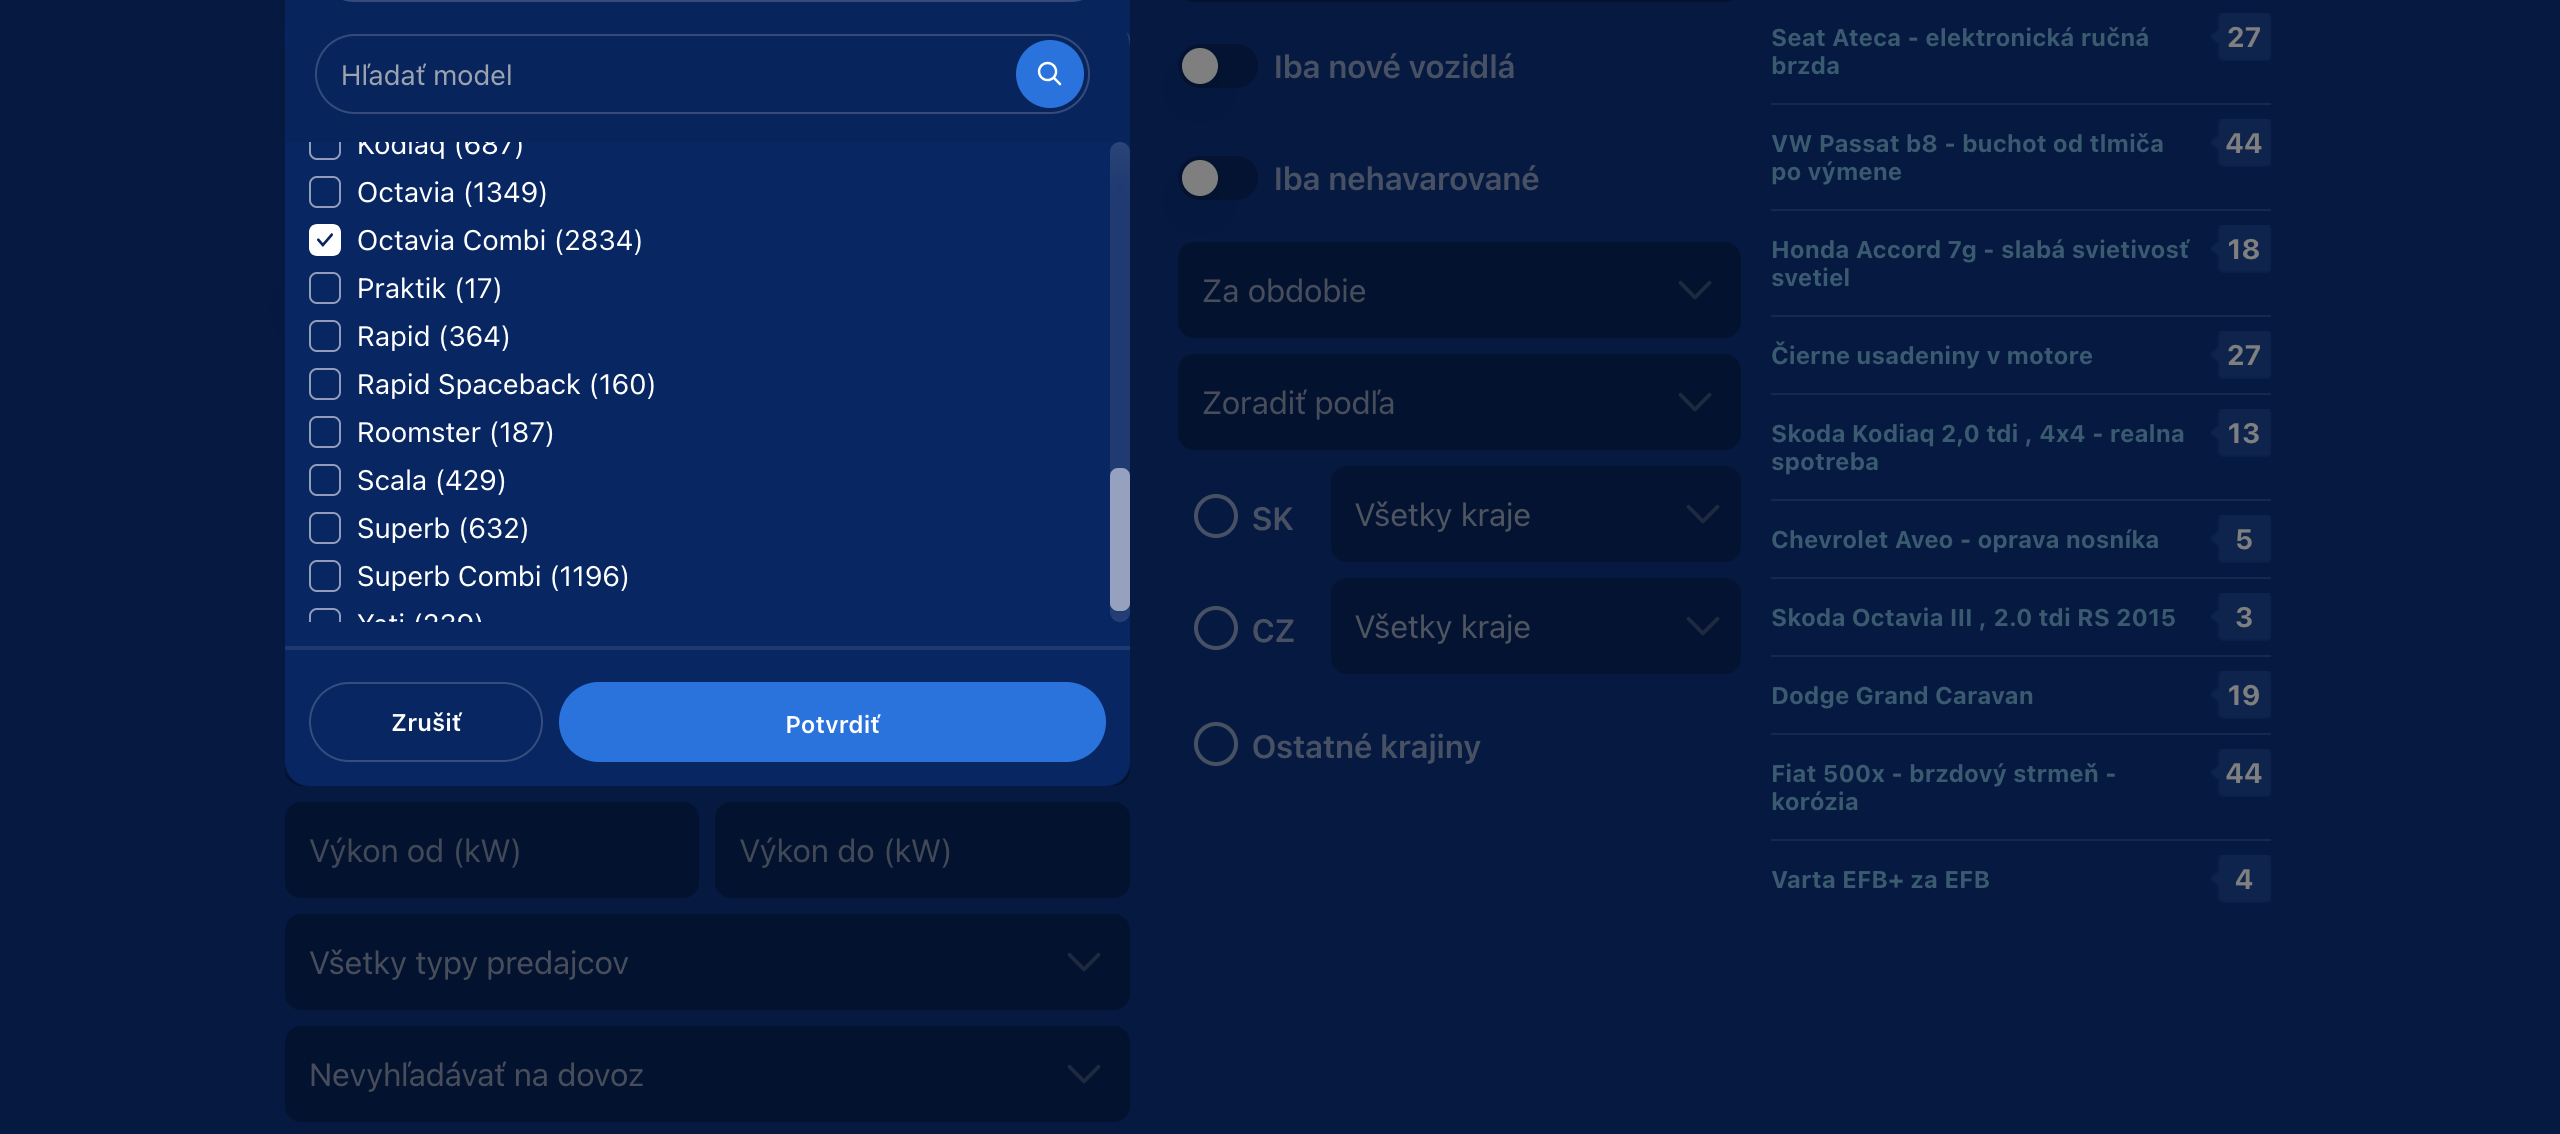 Hľadať model
Kodiaq (687)
Octavia (1349)
Octavia Combi (2834)
Praktik (17)
Rapid (364)
Rapid Spaceback (160)
Roomster (187)
Scala (429)
Superb (632)
Superb Combi (1196)
Yeti (239)
Zrušiť
Potvrdiť
Výkon od (kW)
Výkon do (kW)
Všetky typy predajcov
Nevyhľadávať na dovoz
Iba nové vozidlá
Iba nehavarované
Za obdobie
Zoradiť podľa
SK
Všetky kraje
CZ
Všetky kraje
Ostatné krajiny
Seat Ateca - elektronická ručná
brzda
27
VW Passat b8 - buchot od tlmiča
po výmene
44
Honda Accord 7g - slabá svietivosť
svetiel
18
Čierne usadeniny v motore
27
Skoda Kodiaq 2,0 tdi , 4x4 - realna
spotreba
13
Chevrolet Aveo - oprava nosníka
5
Skoda Octavia III , 2.0 tdi RS 2015
3
Dodge Grand Caravan
19
Fiat 500x - brzdový strmeň -
korózia
44
Varta EFB+ za EFB
4